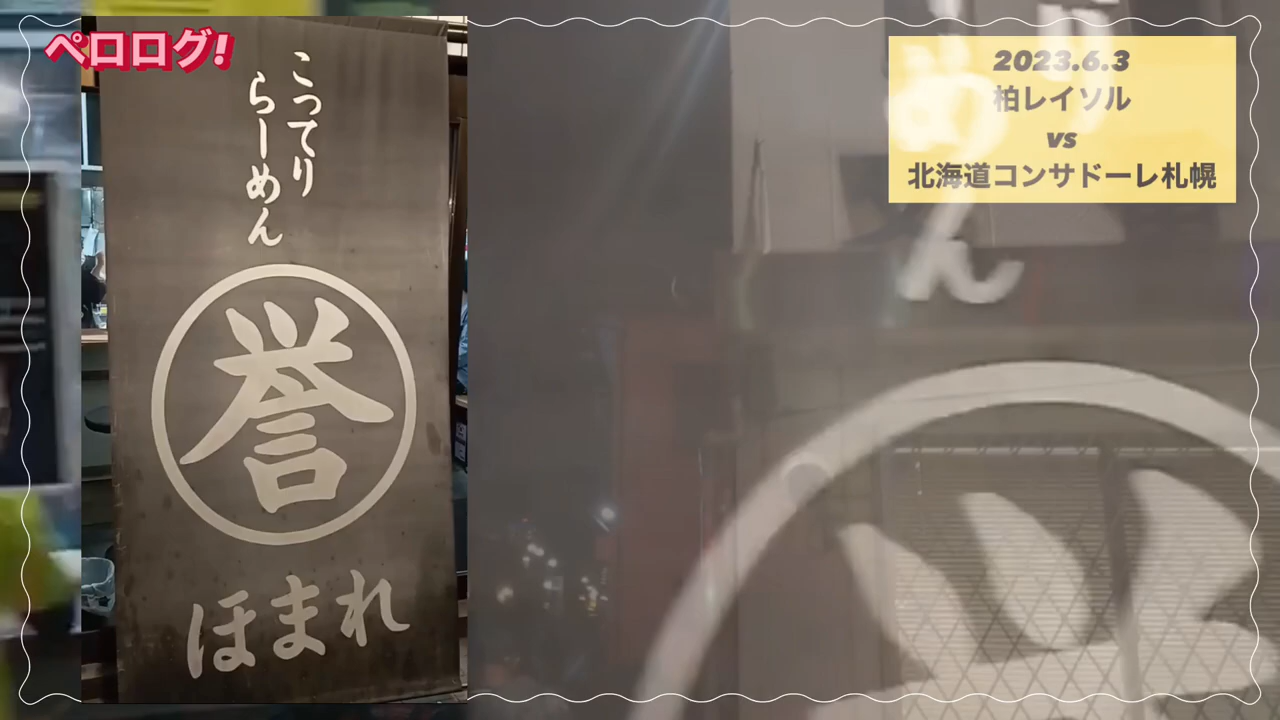 ペロログ!
こってり
らーめん
誉
ほまれ
2023.6.3
柏レイソル
vs
北海道コンサドーレ札幌